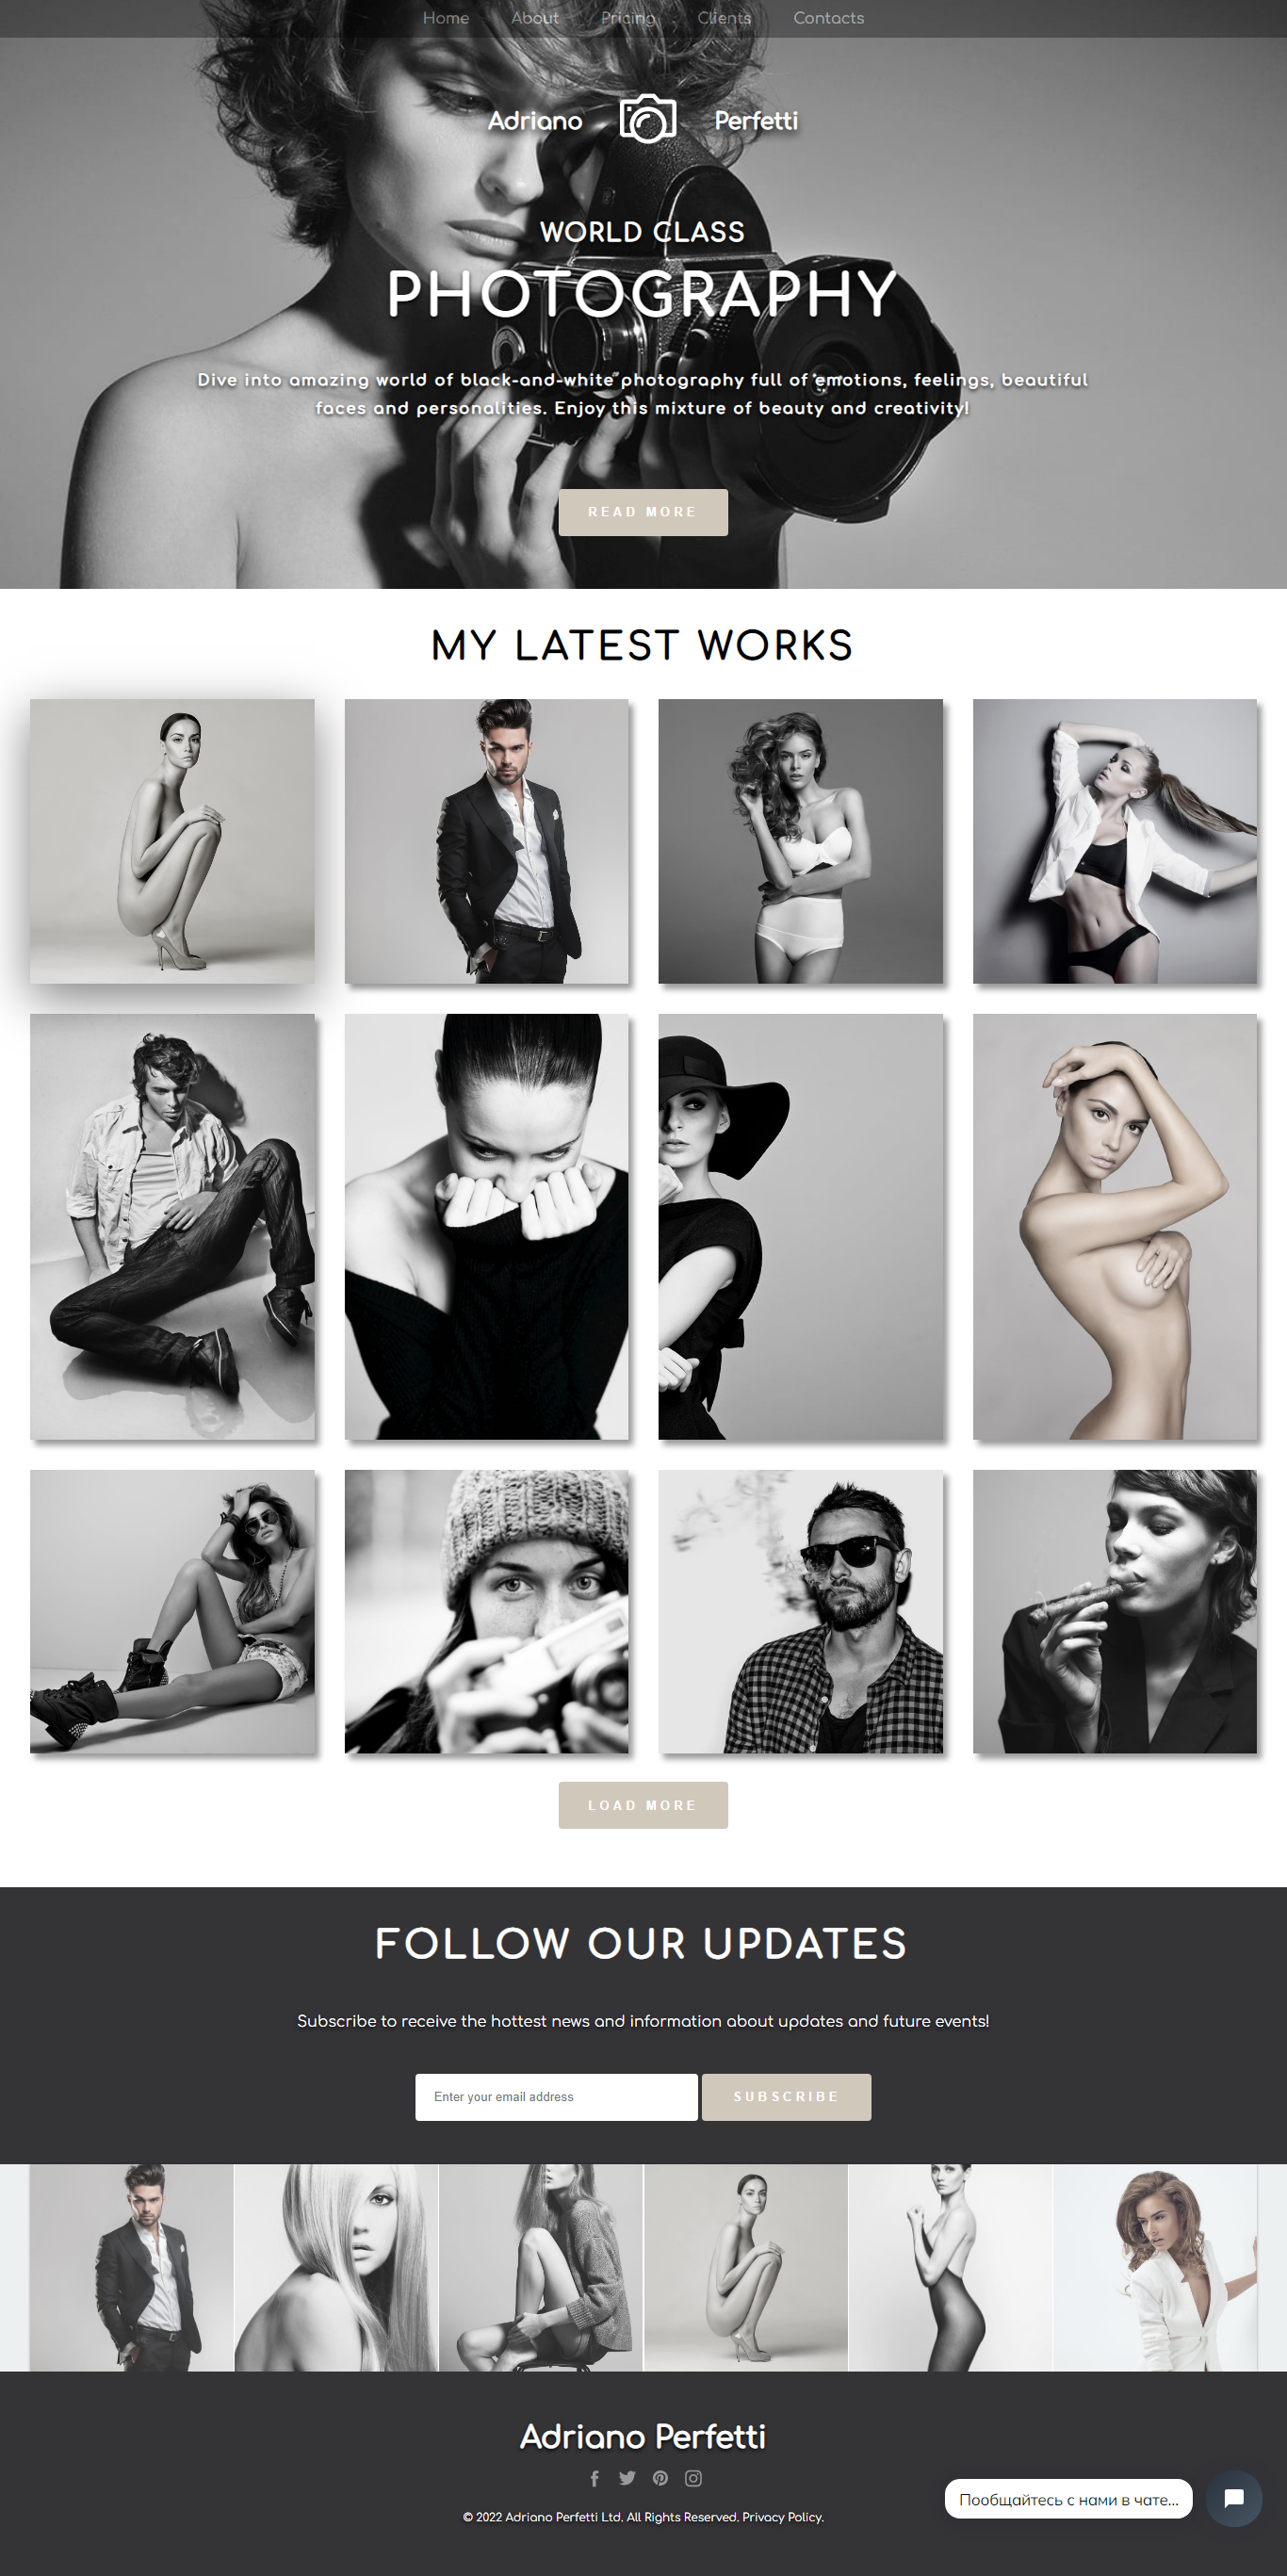 Home About Pricing Clients Contacts
Adriano Perfetti
WORLD CLASS
PHOTOGRAPHY
Dive into amazing world of black-and-white photography full of emotions, feelings, beautiful
faces and personalities. Enjoy this mixture of beauty and creativity!
READ MORE
MY LATEST WORKS
LOAD MORE
FOLLOW OUR UPDATES
Subscribe to receive the hottest news and information about updates and future events!
Enter your email address SUBSCRIBE
Adriano Perfetti
Пообщайтесь с нами в чате...
© 2022 Adriano Perfetti Ltd. All Rights Reserved. Privacy Policy.